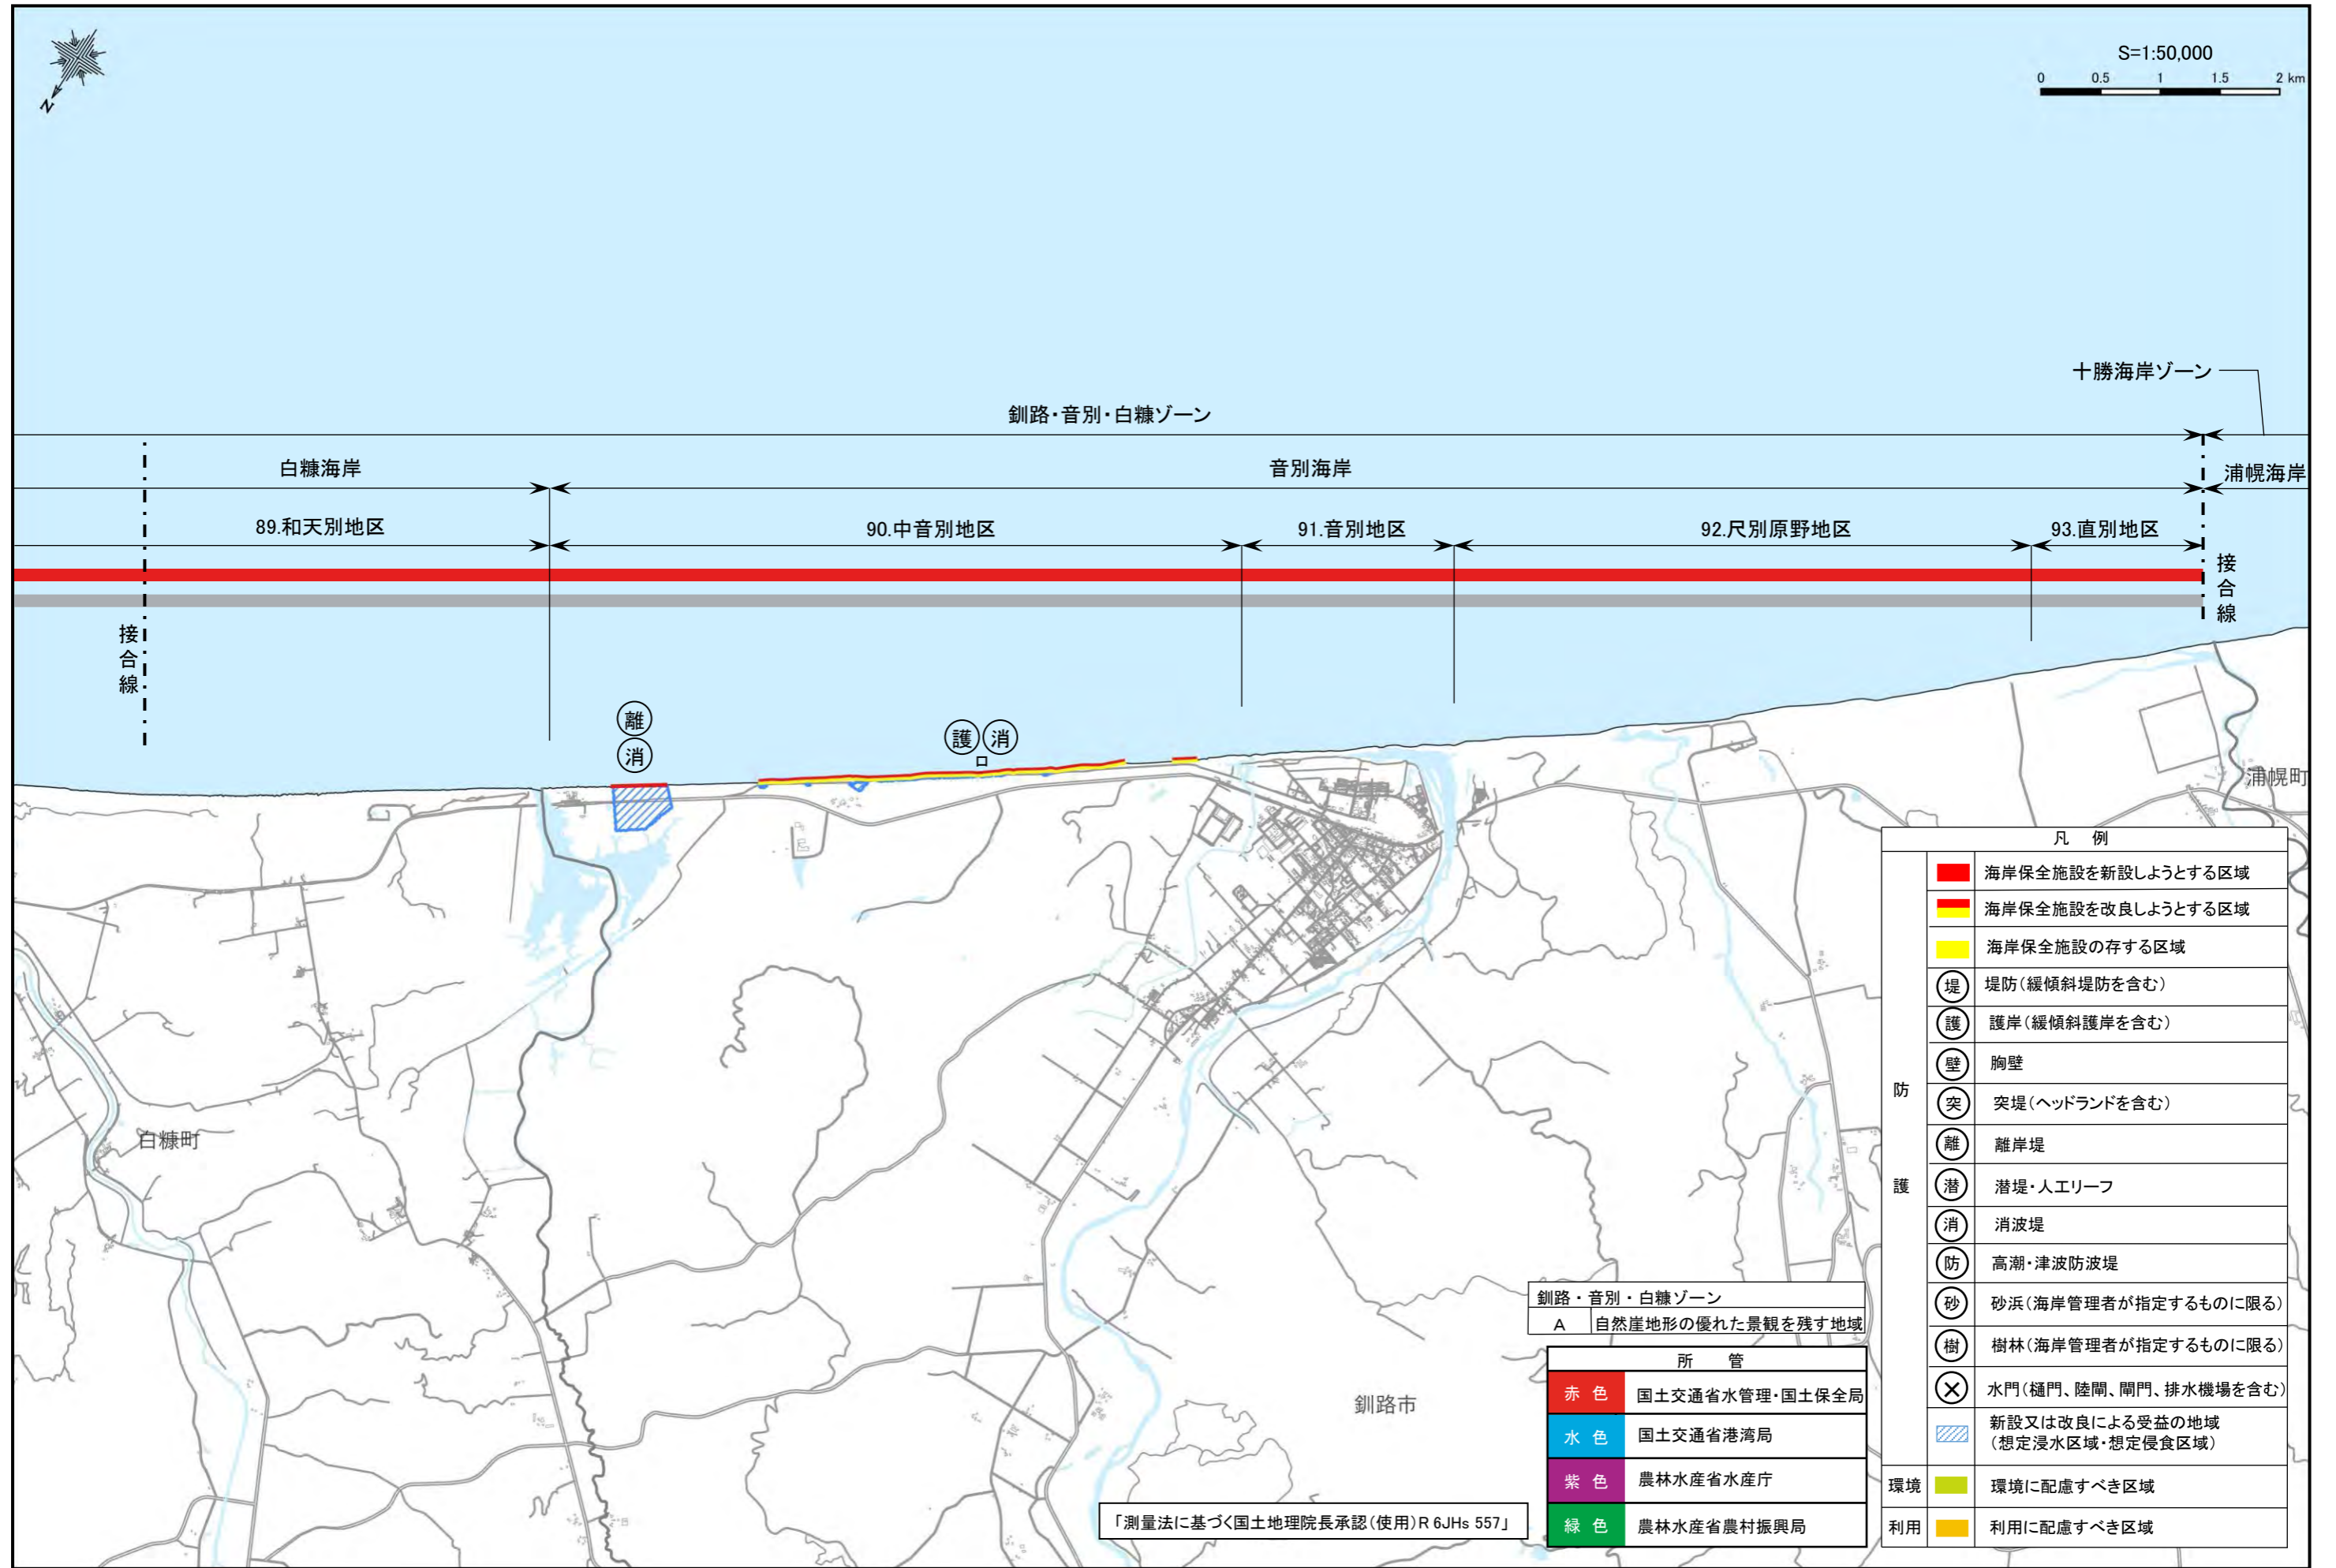 N
S=1:50,000
0 0.5 1 1.5 2 km
十勝海岸ゾーン
釧路・音別・白糠ゾーン
白糠海岸
音別海岸
浦幌海岸
89.和天別地区
90.中音別地区
91.音別地区
92.尺別原野地区
93.直別地区
接合線
接合線
離
消
護 消
浦幌町
白糠町
釧路市
凡 例
防護
海岸保全施設を新設しようとする区域
海岸保全施設を改良しようとする区域
海岸保全施設の存する区域
堤 堤防(緩傾斜堤防を含む)
護 護岸(緩傾斜護岸を含む)
壁 胸壁
突 突堤(ヘッドランドを含む)
離 離岸堤
潜 潜堤・人工リーフ
消 消波堤
防 高潮・津波防波堤
砂 砂浜(海岸管理者が指定するものに限る)
樹 樹林(海岸管理者が指定するものに限る)
水門(樋門、陸閘、閘門、排水機場を含む)
新設又は改良による受益の地域
(想定浸水区域・想定侵食区域)
環境 環境に配慮すべき区域
利用 利用に配慮すべき区域
釧路・音別・白糠ゾーン
A 自然崖地形の優れた景観を残す地域
所 管
赤 色 国土交通省水管理・国土保全局
水 色 国土交通省港湾局
紫 色 農林水産省水産庁
緑 色 農林水産省農村振興局
「測量法に基づく国土地理院長承認(使用)R 6JHs 557」